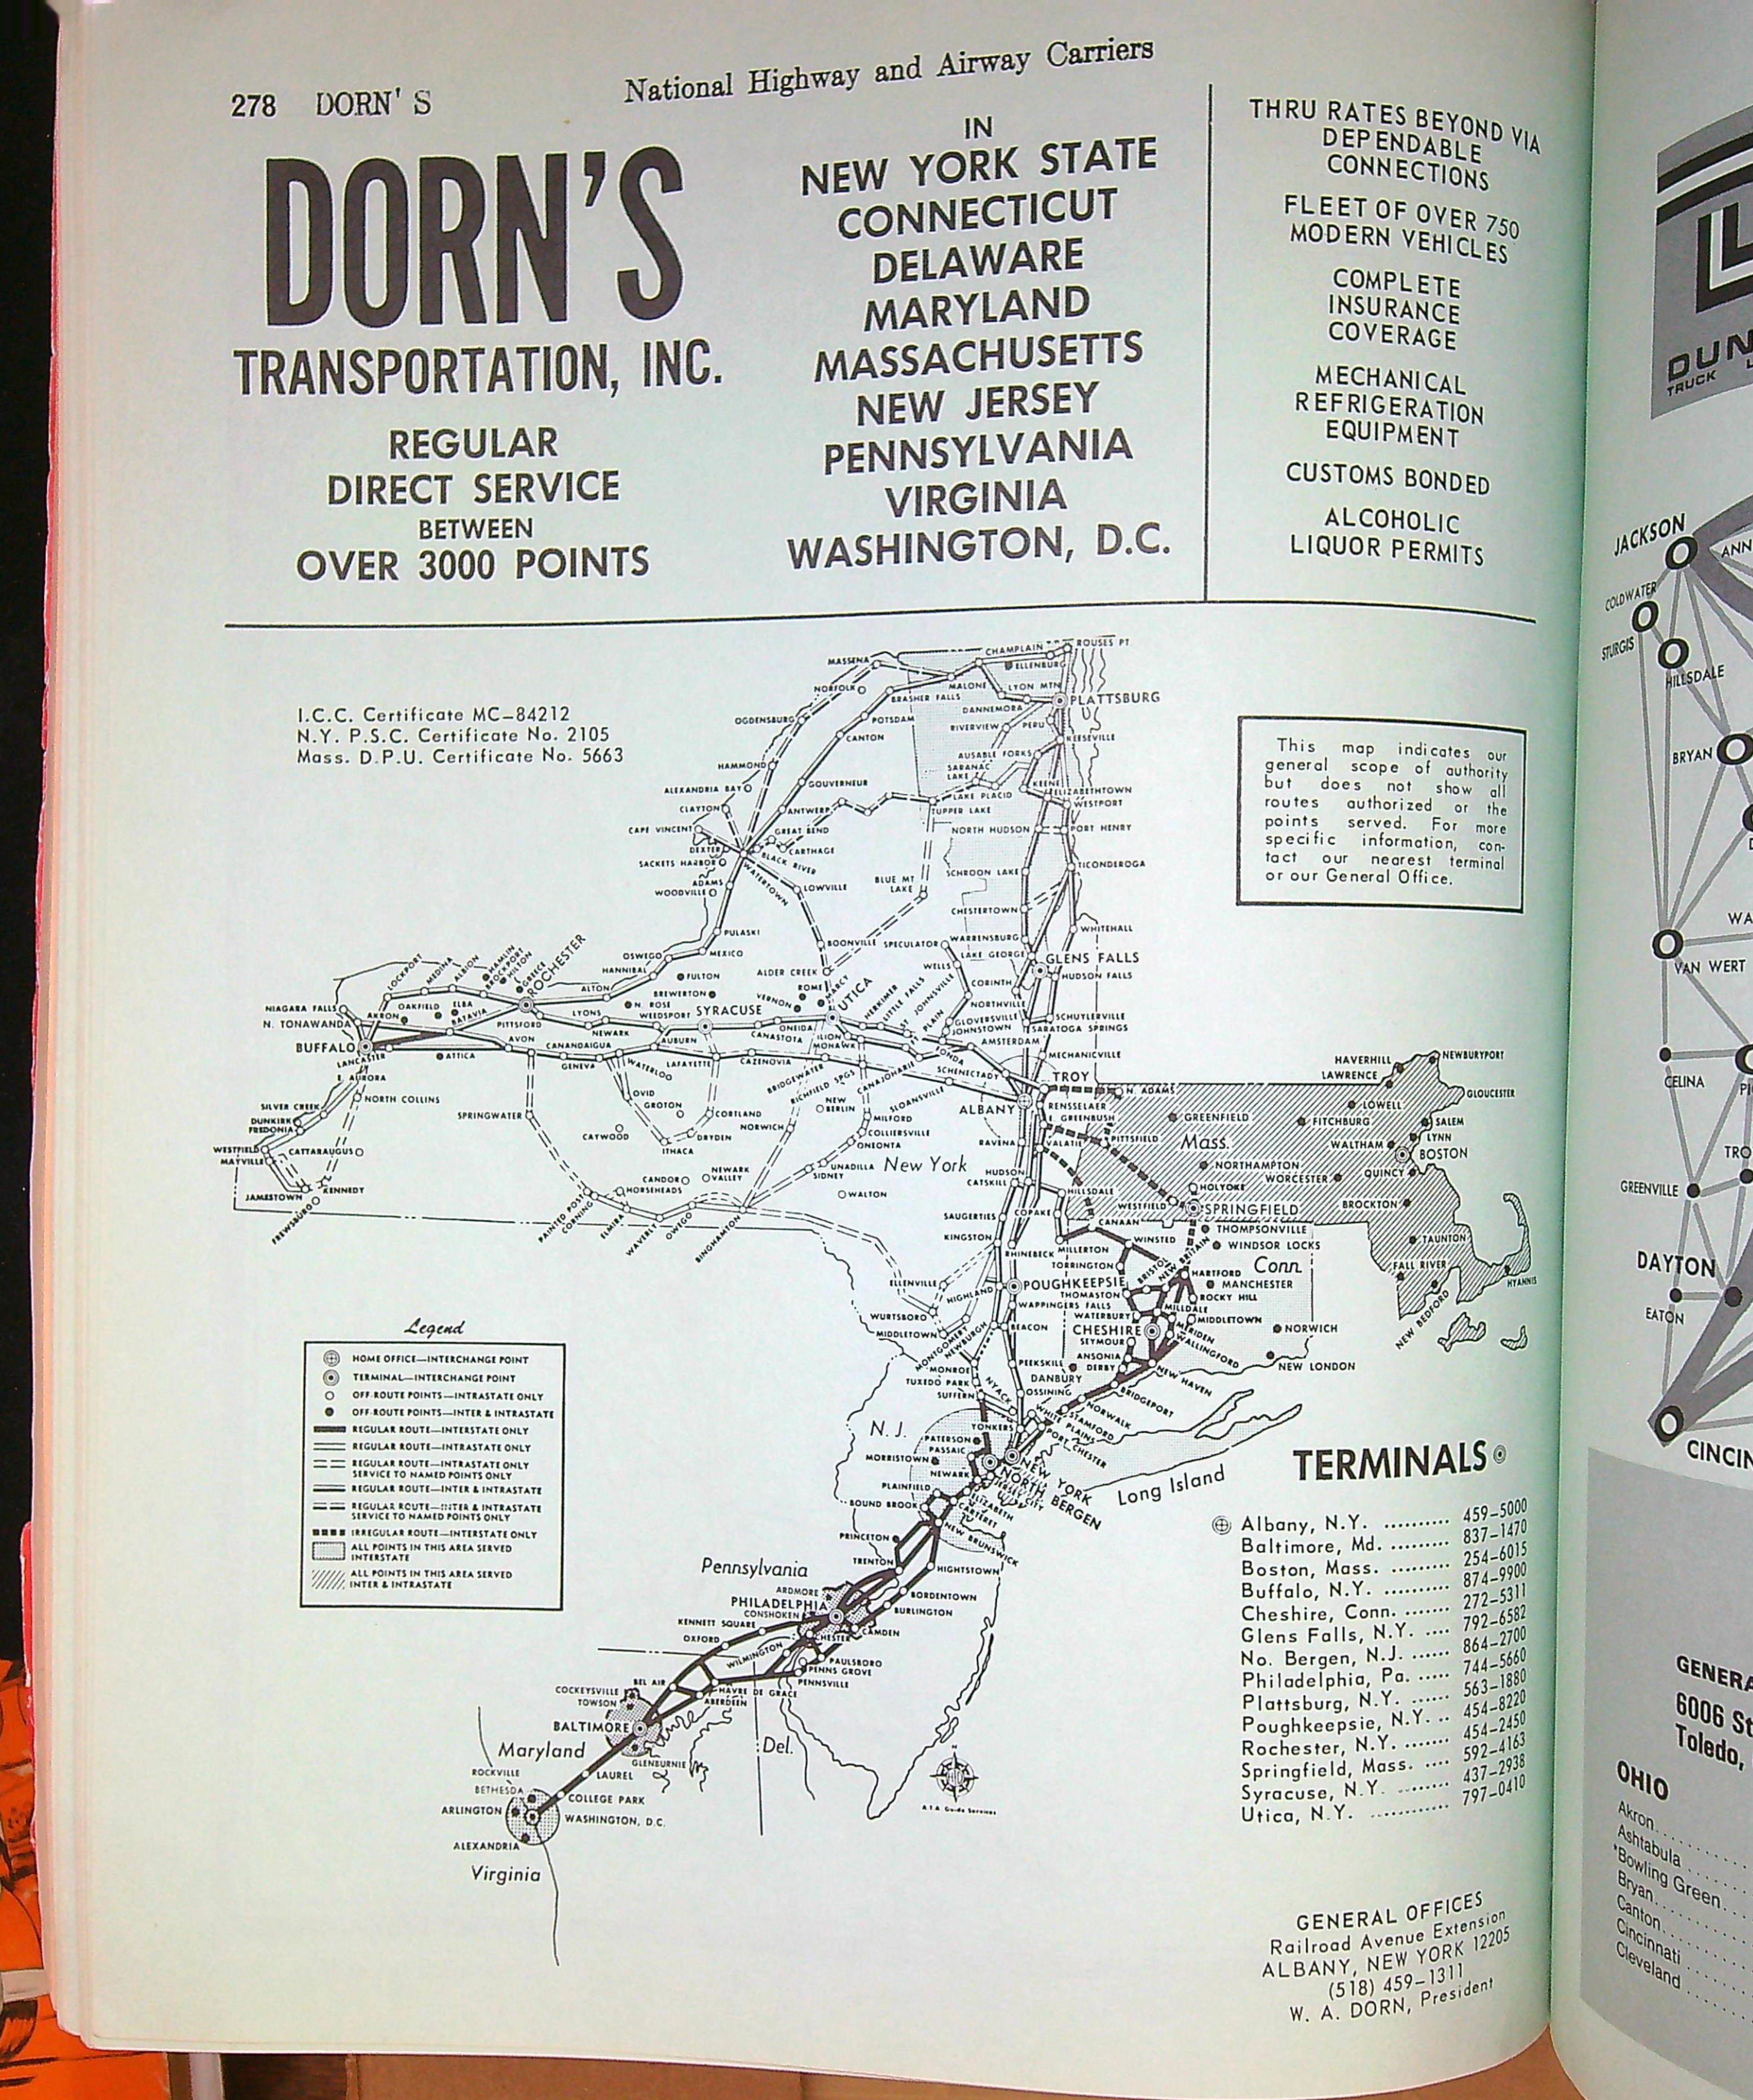 278 DORN'S
National Highway and Airway Carriers
DORN'S
TRANSPORTATION, INC.
REGULAR
DIRECT SERVICE
BETWEEN
OVER 3000 POINTS
IN
NEW YORK STATE
CONNECTICUT
DELAWARE
MARYLAND
MASSACHUSETTS
NEW JERSEY
PENNSYLVANIA
VIRGINIA
WASHINGTON, D.C.
THRU RATES BEYOND VIA
DEPENDABLE
CONNECTIONS
FLEET OF OVER 750
MODERN VEHICLES
COMPLETE
INSURANCE
COVERAGE
MECHANICAL
REFRIGERATION
EQUIPMENT
CUSTOMS BONDED
ALCOHOLIC
LIQUOR PERMITS
I.C.C. Certificate MC-84212
N.Y. P.S.C. Certificate No. 2105
Mass. D.P.U. Certificate No. 5663
This map indicates our
general scope of authority
but does not show all
routes authorized or the
points served. For more
specific information, con-
tact our nearest terminal
or our General Office.
MASSENA
CHAMPLAIN
ROUSES PT.
ELLENBURG
NORFOLK
MALONE
LYON MTN
BRASHER FALLS
PLATTSBURG
DANNEMORA
OGDENSBURG
POTSDAM
RIVERVIEW
PERU
CANTON
KEESEVILLE
AUSABLE FORKS
HAMMOND
SARANAC
LAKE
ALEXANDRIA BAY
GOUVERNEUR
KEENE
ELIZABETHTOWN
LAKE PLACID
WESTPORT
CLAYTON
ANTWERP
TUPPER LAKE
CAPE VINCENT
GREAT BEND
NORTH HUDSON
PORT HENRY
DEXTER
CARTHAGE
SACKETS HARBOR
BLACK RIVER
TICONDEROGA
WATERTOWN
ADAMS
WOODVILLE
LOWVILLE
BLUE MT
LAKE
SCHROON LAKE
CHESTERTOWN
PULASKI
WHITEHALL
BOONVILLE
SPECULATOR
WARRENSBURG
MEXICO
OSWEGO
LAKE GEORGE
GLENS FALLS
LOCKPORT
MEDINA
ALBION
HAMLIN
BROCKPORT
HILTON
GREECE
ROCHESTER
HANNIBAL
FULTON
ALDER CREEK
WELLS
HUDSON FALLS
ALTON
BREWERTON
ROME
MARCY
UTICA
HERKIMER
LITTLE FALLS
ST. JOHNSVILLE
CORINTH
NORTHVILLE
NIAGARA FALLS
OAKFIELD
ELBA
N. ROSE
VERNON
N. TONAWANDA
AKRON
BATAVIA
PITTSFORD
LYONS
WEEDSPORT
SYRACUSE
ONEIDA
GLOVERSVILLE
JOHNSTOWN
SCHUYLERVILLE
SARATOGA SPRINGS
NEWARK
CANASTOTA
ILION
MOHAWK
AMSTERDAM
BUFFALO
AVON
CANANDAIGUA
AUBURN
FONDA
MECHANICVILLE
LANCASTER
ATTICA
GENEVA
WATERLOO
LAFAYETTE
CAZENOVIA
BRIDGEWATER
RICHFIELD SPGS
CANAJOHARIE
SLOANSVILLE
SCHENECTADY
TROY
E. AURORA
NORTH COLLINS
OVID
GROTON
CORTLAND
NEW
BERLIN
MILFORD
ALBANY
RENSSELAER
E. GREENBUSH
N. ADAMS
SILVER CREEK
DUNKIRK
FREDONIA
SPRINGWATER
CAYWOOD
DRYDEN
NORWICH
COLLIERSVILLE
ONEONTA
RAVENA
VALATIE
PITTSFIELD
WESTFIELD
MAYVILLE
CATTARAUGUS
ITHACA
UNADILLA
SIDNEY
New York
HUDSON
CATSKILL
JAMESTOWN
KENNEDY
FREWSBURG
CANDOR
NEWARK
VALLEY
HORSEHEADS
WALTON
HILLSDALE
PAINTED POST
CORNING
ELMIRA
WAVERLY
OWEGO
BINGHAMTON
SAUGERTIES
COPAKE
KINGSTON
HAVERHILL
NEWBURYPORT
LAWRENCE
LOWELL
GLOUCESTER
GREENFIELD
FITCHBURG
SALEM
Mass.
WALTHAM
LYNN
BOSTON
NORTHAMPTON
WORCESTER
QUINCY
HOLYOKE
WESTFIELD
SPRINGFIELD
BROCKTON
CANAAN
THOMPSONVILLE
TAUNTON
WINSTED
WINDSOR LOCKS
RHINEBECK
MILLERTON
TORRINGTON
BRISTOL
NEW BRITAIN
Conn
FALL RIVER
HYANNIS
NEW BEDFORD
ELLENVILLE
HIGHLAND
POUGHKEEPSIE
THOMASTON
HARTFORD
MANCHESTER
ROCKY HILL
WAPPINGERS FALLS
MILLDALE
WURTSBORO
WATERBURY
MIDDLETOWN
MIDDLETOWN
BEACON
CHESHIRE
MERIDEN
WALLINGFORD
NORWICH
MONTGOMERY
NEWBURGH
SEYMOUR
ANSONIA
DERBY
MONROE
PEEKSKILL
DANBURY
NEW HAVEN
NEW LONDON
TUXEDO PARK
SUFFERN
NYACK
OSSINING
BRIDGEPORT
NORWALK
N.J.
YONKERS
WHITE PLAINS
STAMFORD
PORT CHESTER
PATERSON
PASSAIC
MORRISTOWN
NEWARK
NEW YORK
NORTH BERGEN
JERSEY CITY
Long Island
PLAINFIELD
ELIZABETH
CARTERET
BOUND BROOK
PRINCETON
NEW BRUNSWICK
TRENTON
HIGHTSTOWN
Pennsylvania
ARDMORE
BORDENTOWN
PHILADELPHIA
CONSHOKEN
BURLINGTON
KENNETT SQUARE
OXFORD
CHESTER
CAMDEN
WILMINGTON
PAULSBORO
PENNS GROVE
PENNSVILLE
BEL AIR
HAVRE DE GRACE
ABERDEEN
COCKEYSVILLE
TOWSON
BALTIMORE
Maryland
Del.
GLENBURNIE
ROCKVILLE
LAUREL
BETHESDA
COLLEGE PARK
ARLINGTON
WASHINGTON, D.C.
ALEXANDRIA
Virginia
N
A.T.A. Guide Services
Legend
HOME OFFICE—INTERCHANGE POINT
TERMINAL—INTERCHANGE POINT
OFF-ROUTE POINTS—INTRASTATE ONLY
OFF-ROUTE POINTS—INTER & INTRASTATE
REGULAR ROUTE—INTERSTATE ONLY
REGULAR ROUTE—INTRASTATE ONLY
REGULAR ROUTE—INTRASTATE ONLY
SERVICE TO NAMED POINTS ONLY
REGULAR ROUTE—INTER & INTRASTATE
REGULAR ROUTE—INTER & INTRASTATE
SERVICE TO NAMED POINTS ONLY
IRREGULAR ROUTE—INTERSTATE ONLY
ALL POINTS IN THIS AREA SERVED
INTERSTATE
ALL POINTS IN THIS AREA SERVED
INTER & INTRASTATE
TERMINALS
Albany, N.Y. .......... 459-5000
Baltimore, Md. ......... 837-1470
Boston, Mass. ......... 254-6015
Buffalo, N.Y. .......... 874-9900
Cheshire, Conn. ....... 272-5311
Glens Falls, N.Y. .... 792-6582
No. Bergen, N.J. ...... 864-2700
Philadelphia, Pa. ..... 744-5660
Plattsburg, N.Y. ...... 563-1880
Poughkeepsie, N.Y. .. 454-8220
Rochester, N.Y. ....... 454-2450
Springfield, Mass. .... 592-4163
Syracuse, N.Y. ........ 437-2938
Utica, N.Y. ............ 797-0410
GENERAL OFFICES
Railroad Avenue Extension
ALBANY, NEW YORK 12205
(518) 459-1311
W. A. DORN, President
DUN
TRUCK L
JACKSON
ANN
COLDWATER
STURGIS
HILLSDALE
BRYAN
WA
VAN WERT
CELINA
TRO
GREENVILLE
DAYTON
EATON
CINCIN
GENERA
6006 St
Toledo,
OHIO
Akron
Ashtabula
*Bowling Green
Bryan
Canton
Cincinnati
Cleveland